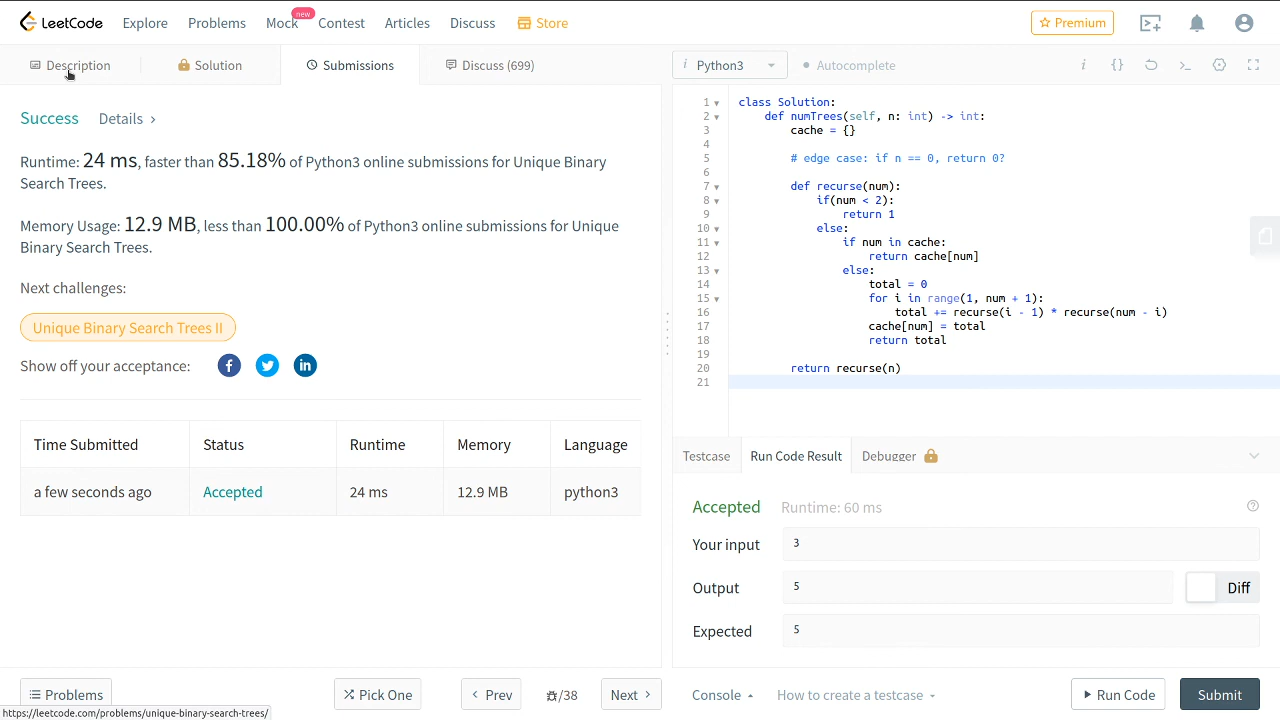 LeetCode Explore Problems Mock new Contest Articles Discuss Store Premium
Description Solution Submissions Discuss (699)
i Python3 Autocomplete i {}
Success Details >
Runtime: 24 ms, faster than 85.18% of Python3 online submissions for Unique Binary
Search Trees.
Memory Usage: 12.9 MB, less than 100.00% of Python3 online submissions for Unique
Binary Search Trees.
Next challenges:
Unique Binary Search Trees II
Show off your acceptance:
Time Submitted Status Runtime Memory Language
a few seconds ago Accepted 24 ms 12.9 MB python3
Problems Pick One < Prev /38 Next >
https://leetcode.com/problems/unique-binary-search-trees/
1 class Solution:
2 def numTrees(self, n: int) -> int:
3 cache = {}
4
5 # edge case: if n == 0, return 0?
6
7 def recurse(num):
8 if(num < 2):
9 return 1
10 else:
11 if num in cache:
12 return cache[num]
13 else:
14 total = 0
15 for i in range(1, num + 1):
16 total += recurse(i - 1) * recurse(num - i)
17 cache[num] = total
18 return total
19
20 return recurse(n)
21
Testcase Run Code Result Debugger
Accepted Runtime: 60 ms
Your input 3
Output 5 Diff
Expected 5
Console How to create a testcase Run Code Submit